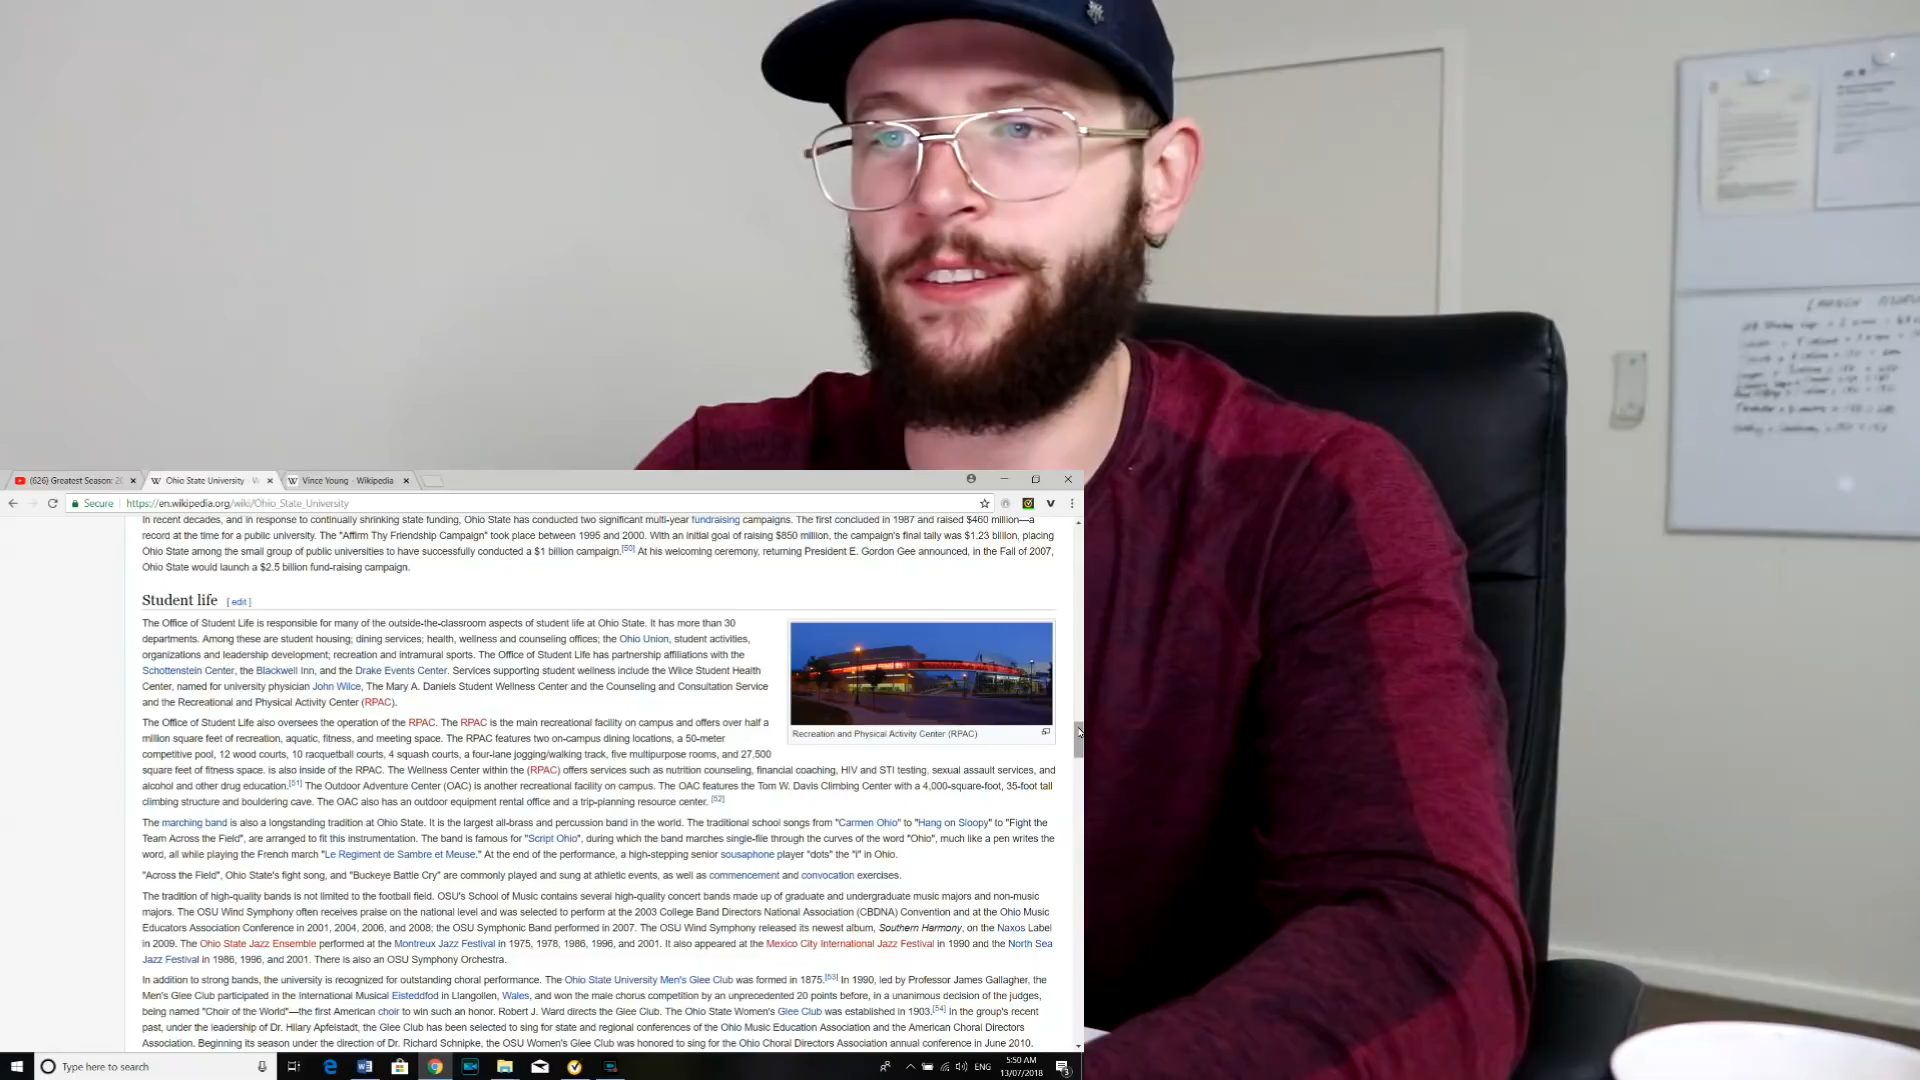 (626) Greatest Season: 20
Ohio State University - W
Vince Young - Wikipedia
Secure
https://en.wikipedia.org/wiki/Ohio_State_University
In recent decades, and in response to continually shrinking state funding, Ohio State has conducted two significant multi-year fundraising campaigns. The first concluded in 1987 and raised $460 million—a
record at the time for a public university. The "Affirm Thy Friendship Campaign" took place between 1995 and 2000. With an initial goal of raising $850 million, the campaign's final tally was $1.23 billion, placing
Ohio State among the small group of public universities to have successfully conducted a $1 billion campaign.[50] At his welcoming ceremony, returning President E. Gordon Gee announced, in the Fall of 2007,
Ohio State would launch a $2.5 billion fund-raising campaign.
Student life [ edit ]
The Office of Student Life is responsible for many of the outside-the-classroom aspects of student life at Ohio State. It has more than 30
departments. Among these are student housing; dining services; health, wellness and counseling offices; the Ohio Union, student activities,
organizations and leadership development; recreation and intramural sports. The Office of Student Life has partnership affiliations with the
Schottenstein Center, the Blackwell Inn, and the Drake Events Center. Services supporting student wellness include the Wilce Student Health
Center, named for university physician John Wilce, The Mary A. Daniels Student Wellness Center and the Counseling and Consultation Service
and the Recreational and Physical Activity Center (RPAC).
Recreation and Physical Activity Center (RPAC)
The Office of Student Life also oversees the operation of the RPAC. The RPAC is the main recreational facility on campus and offers over half a
million square feet of recreation, aquatic, fitness, and meeting space. The RPAC features two on-campus dining locations, a 50-meter
competitive pool, 12 wood courts, 10 racquetball courts, 4 squash courts, a four-lane jogging/walking track, five multipurpose rooms, and 27,500
square feet of fitness space. is also inside of the RPAC. The Wellness Center within the (RPAC) offers services such as nutrition counseling, financial coaching, HIV and STI testing, sexual assault services, and
alcohol and other drug education.[51] The Outdoor Adventure Center (OAC) is another recreational facility on campus. The OAC features the Tom W. Davis Climbing Center with a 4,000-square-foot, 35-foot tall
climbing structure and bouldering cave. The OAC also has an outdoor equipment rental office and a trip-planning resource center. [52]
The marching band is also a longstanding tradition at Ohio State. It is the largest all-brass and percussion band in the world. The traditional school songs from "Carmen Ohio" to "Hang on Sloopy" to "Fight the
Team Across the Field", are arranged to fit this instrumentation. The band is famous for "Script Ohio", during which the band marches single-file through the curves of the word "Ohio", much like a pen writes the
word, all while playing the French march "Le Regiment de Sambre et Meuse." At the end of the performance, a high-stepping senior sousaphone player "dots" the "i" in Ohio.
"Across the Field", Ohio State's fight song, and "Buckeye Battle Cry" are commonly played and sung at athletic events, as well as commencement and convocation exercises.
The tradition of high-quality bands is not limited to the football field. OSU's School of Music contains several high-quality concert bands made up of graduate and undergraduate music majors and non-music
majors. The OSU Wind Symphony often receives praise on the national level and was selected to perform at the 2003 College Band Directors National Association (CBDNA) Convention and at the Ohio Music
Educators Association Conference in 2001, 2004, 2006, and 2008; the OSU Symphonic Band performed in 2007. The OSU Wind Symphony released its newest album, Southern Harmony, on the Naxos Label
in 2009. The Ohio State Jazz Ensemble performed at the Montreux Jazz Festival in 1975, 1978, 1986, 1996, and 2001. It also appeared at the Mexico City International Jazz Festival in 1990 and the North Sea
Jazz Festival in 1986, 1996, and 2001. There is also an OSU Symphony Orchestra.
In addition to strong bands, the university is recognized for outstanding choral performance. The Ohio State University Men's Glee Club was formed in 1875.[53] In 1990, led by Professor James Gallagher, the
Men's Glee Club participated in the International Musical Eisteddfod in Llangollen, Wales, and won the male chorus competition by an unprecedented 20 points before, in a unanimous decision of the judges,
being named "Choir of the World"—the first American choir to win such an honor. Robert J. Ward directs the Glee Club. The Ohio State Women's Glee Club was established in 1903.[54] In the group's recent
past, under the leadership of Dr. Hilary Apfelstadt, the Glee Club has been selected to sing for state and regional conferences of the Ohio Music Education Association and the American Choral Directors
Association. Beginning its season under the direction of Dr. Richard Schnipke, the OSU Women's Glee Club was honored to sing for the Ohio Choral Directors Association annual conference in June 2010.
Type here to search
ENG
5:50 AM
13/07/2018
3